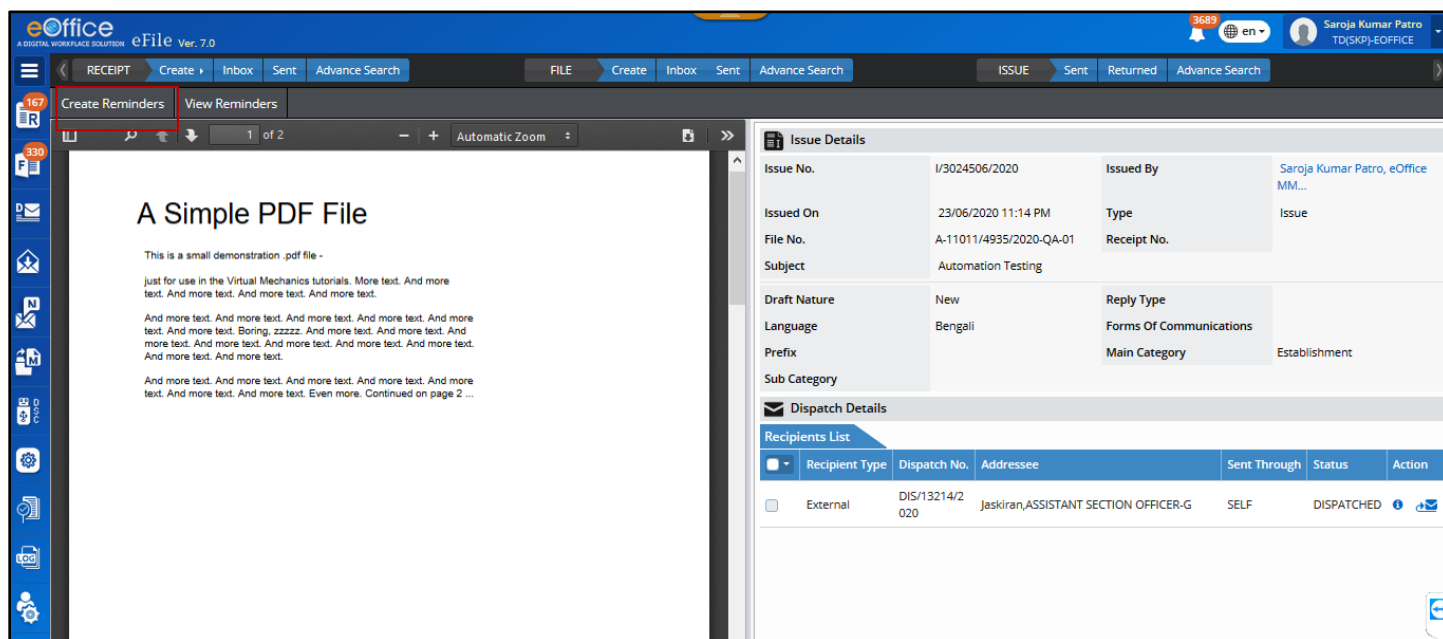 eOffice
A DIGITAL WORKPLACE SOLUTION eFile Ver. 7.0
3689
en
Saroja Kumar Patro
TD(SKP)-EOFFICE
RECEIPT Create Inbox Sent Advance Search FILE Create Inbox Sent Advance Search ISSUE Sent Returned Advance Search
167
R
Create Reminders View Reminders
1 of 2 Automatic Zoom
330
F
D
N
M
DSC
LOG
A Simple PDF File
This is a small demonstration .pdf file -
just for use in the Virtual Mechanics tutorials. More text. And more
text. And more text. And more text. And more text.
And more text. And more text. And more text. And more text. And more
text. And more text. Boring, zzzzz. And more text. And more text. And
more text. And more text. And more text. And more text. And more text.
And more text. And more text.
And more text. And more text. And more text. And more text. And more
text. And more text. And more text. Even more. Continued on page 2 ...
Issue Details
Issue No. I/3024506/2020 Issued By Saroja Kumar Patro, eOffice
MM...
Issued On 23/06/2020 11:14 PM Type Issue
File No. A-11011/4935/2020-QA-01 Receipt No.
Subject Automation Testing
Draft Nature New Reply Type
Language Bengali Forms Of Communications
Prefix Main Category Establishment
Sub Category
Dispatch Details
Recipients List
Recipient Type Dispatch No. Addressee Sent Through Status Action
External DIS/13214/2 Jaskiran,ASSISTANT SECTION OFFICER-G SELF DISPATCHED
020